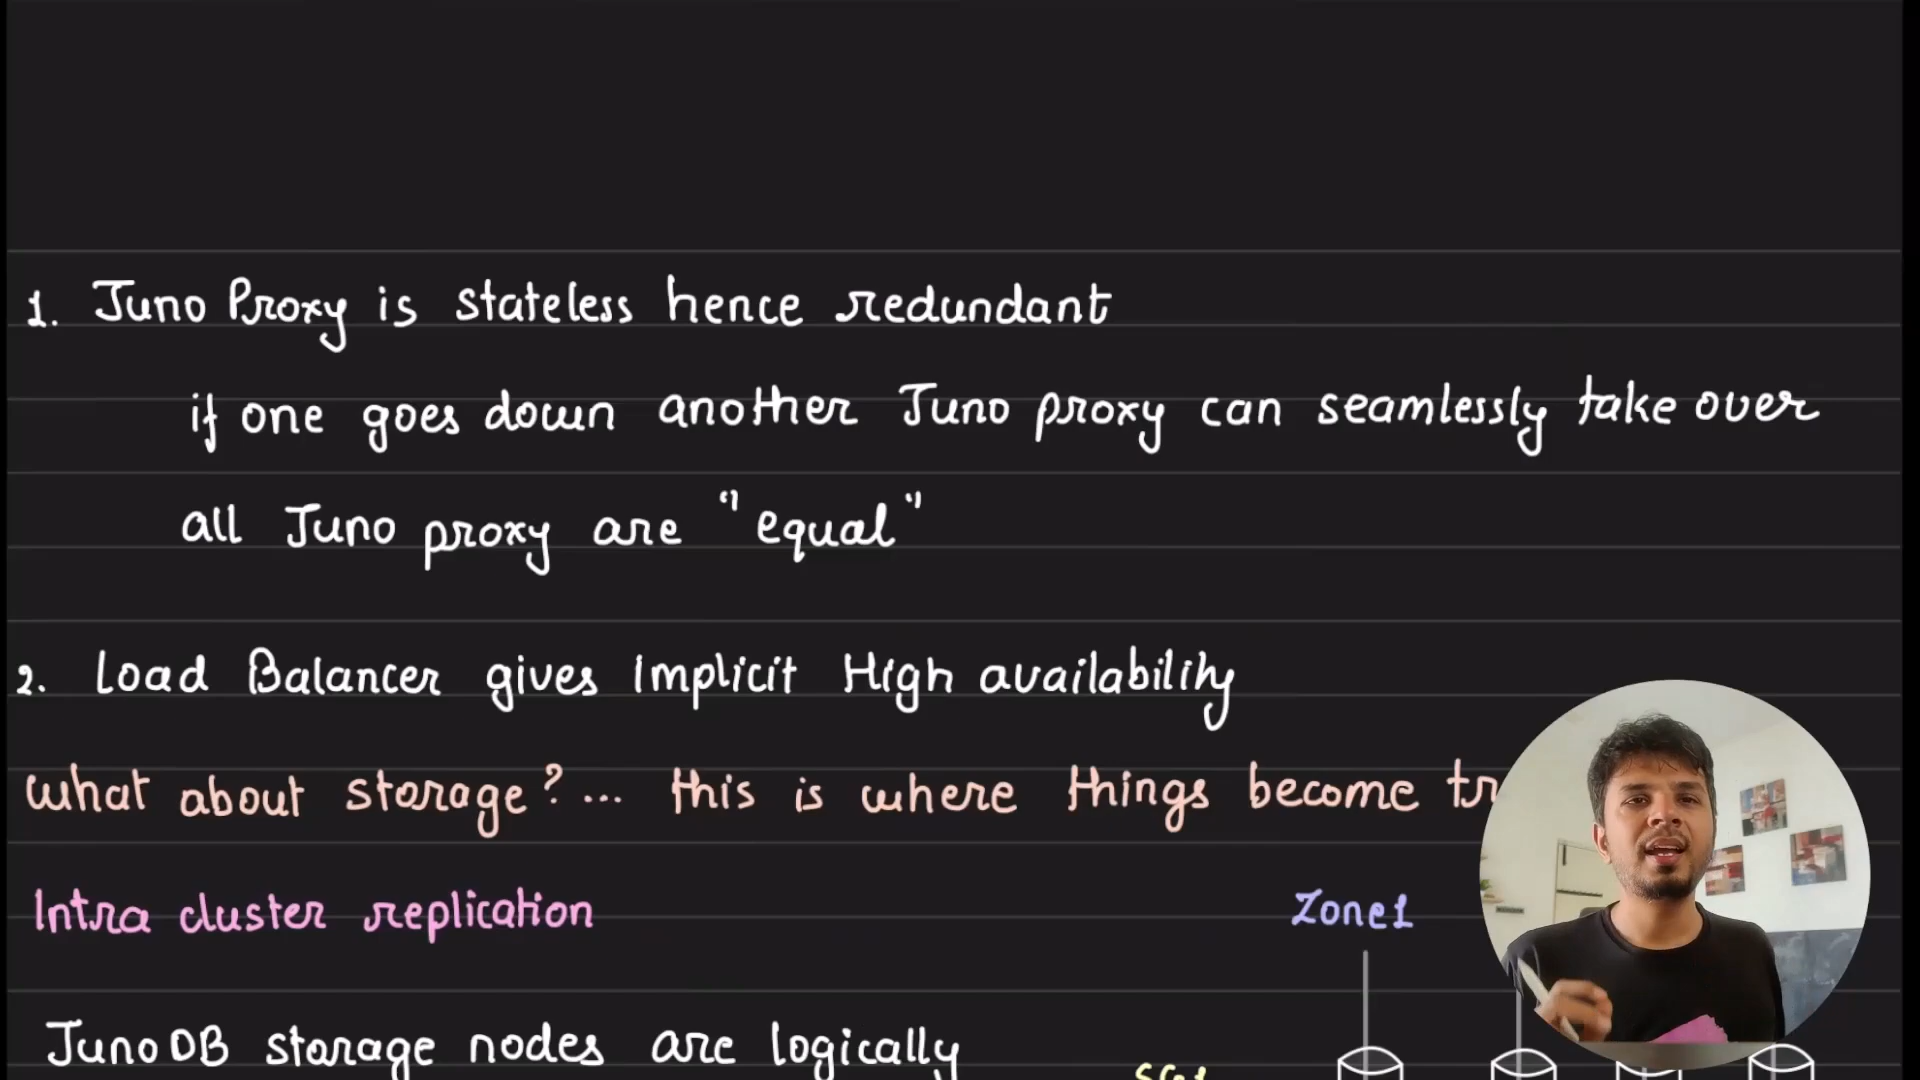 1. Juno Proxy is stateless hence redundant
if one goes down another Juno proxy can seamlessly take over
all Juno proxy are "equal"
2. Load Balancer gives implicit High availability
what about storage?... this is where things become
Intra cluster replication
Zone1
JunoDB storage nodes are logically